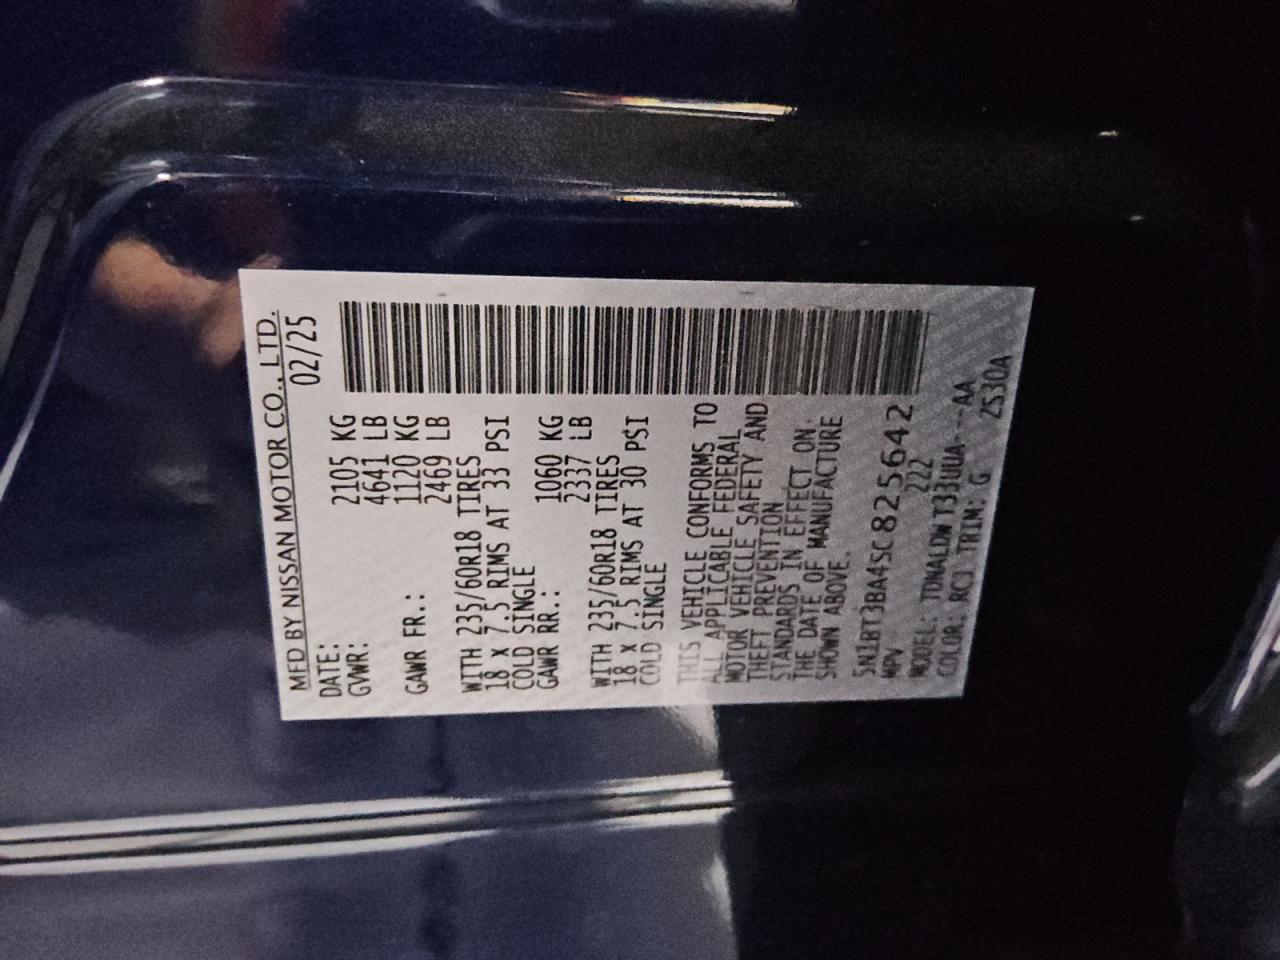 MFD BY NISSAN MOTOR CO., LTD.
DATE: 02/25
GVWR: 2105 KG
4641 LB
GAWR FR.: 1120 KG
2469 LB
WITH 235/60R18 TIRES
18 X 7.5 RIMS AT 33 PSI
COLD SINGLE
GAWR RR.: 1060 KG
2337 LB
WITH 235/60R18 TIRES
18 X 7.5 RIMS AT 30 PSI
COLD SINGLE
THIS VEHICLE CONFORMS TO
ALL APPLICABLE FEDERAL
MOTOR VEHICLE SAFETY AND
THEFT PREVENTION
STANDARDS IN EFFECT ON
THE DATE OF MANUFACTURE
SHOWN ABOVE.
5N1BT3BA4SC825642
MPV 222
MODEL: TDNALDWT33UUA---AA
COLOR: RCJ TRIM: G ZS30A